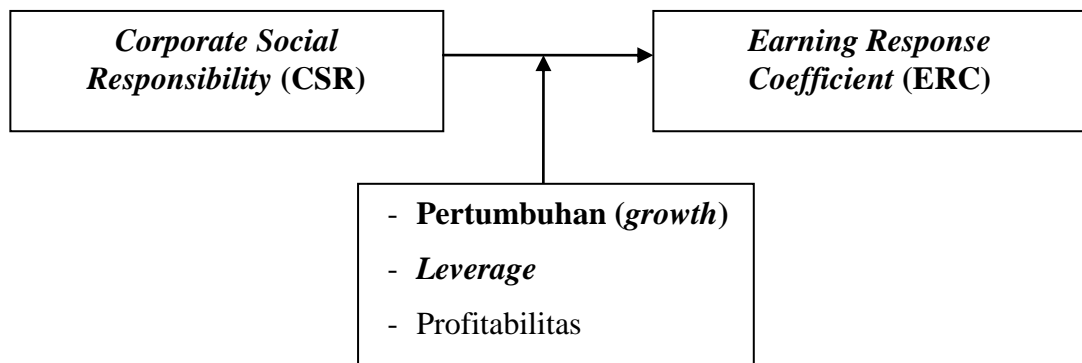 Corporate Social
Responsibility (CSR)
Earning Response
Coefficient (ERC)
- Pertumbuhan (growth)
- Leverage
- Profitabilitas